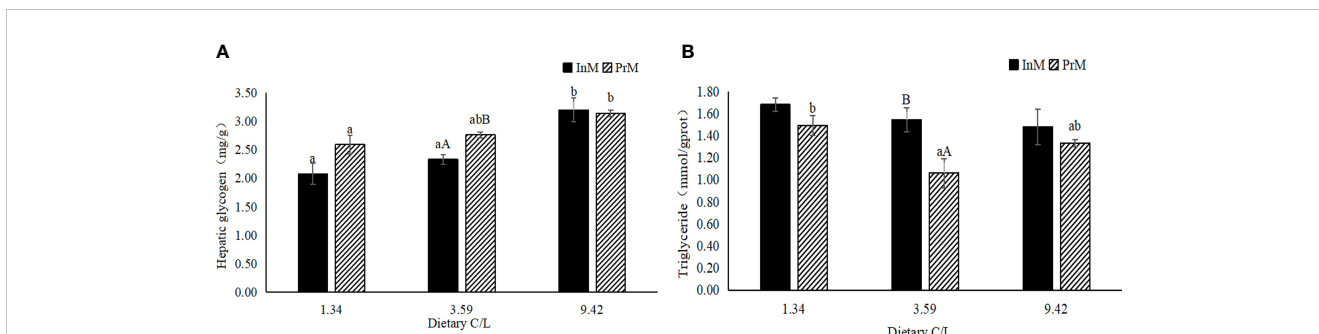 A
InM PrM
Hepatic glycogen（mg/g）
3.50
3.00
2.50
2.00
1.50
1.00
0.50
0.00
a
a
aA
abB
b
b
1.34
3.59
9.42
Dietary C/L
B
InM PrM
Triglyceride（mmol/gprot）
1.80
1.60
1.40
1.20
1.00
0.80
0.60
0.40
0.20
0.00
b
B
aA
ab
1.34
3.59
9.42
Dietary C/L